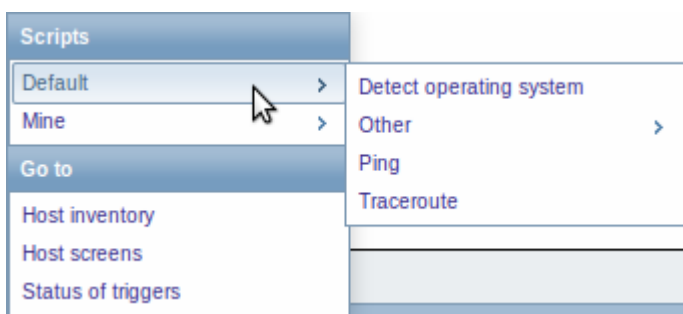 Scripts
Default
Mine
Go to
Host inventory
Host screens
Status of triggers
Detect operating system
Other
Ping
Traceroute